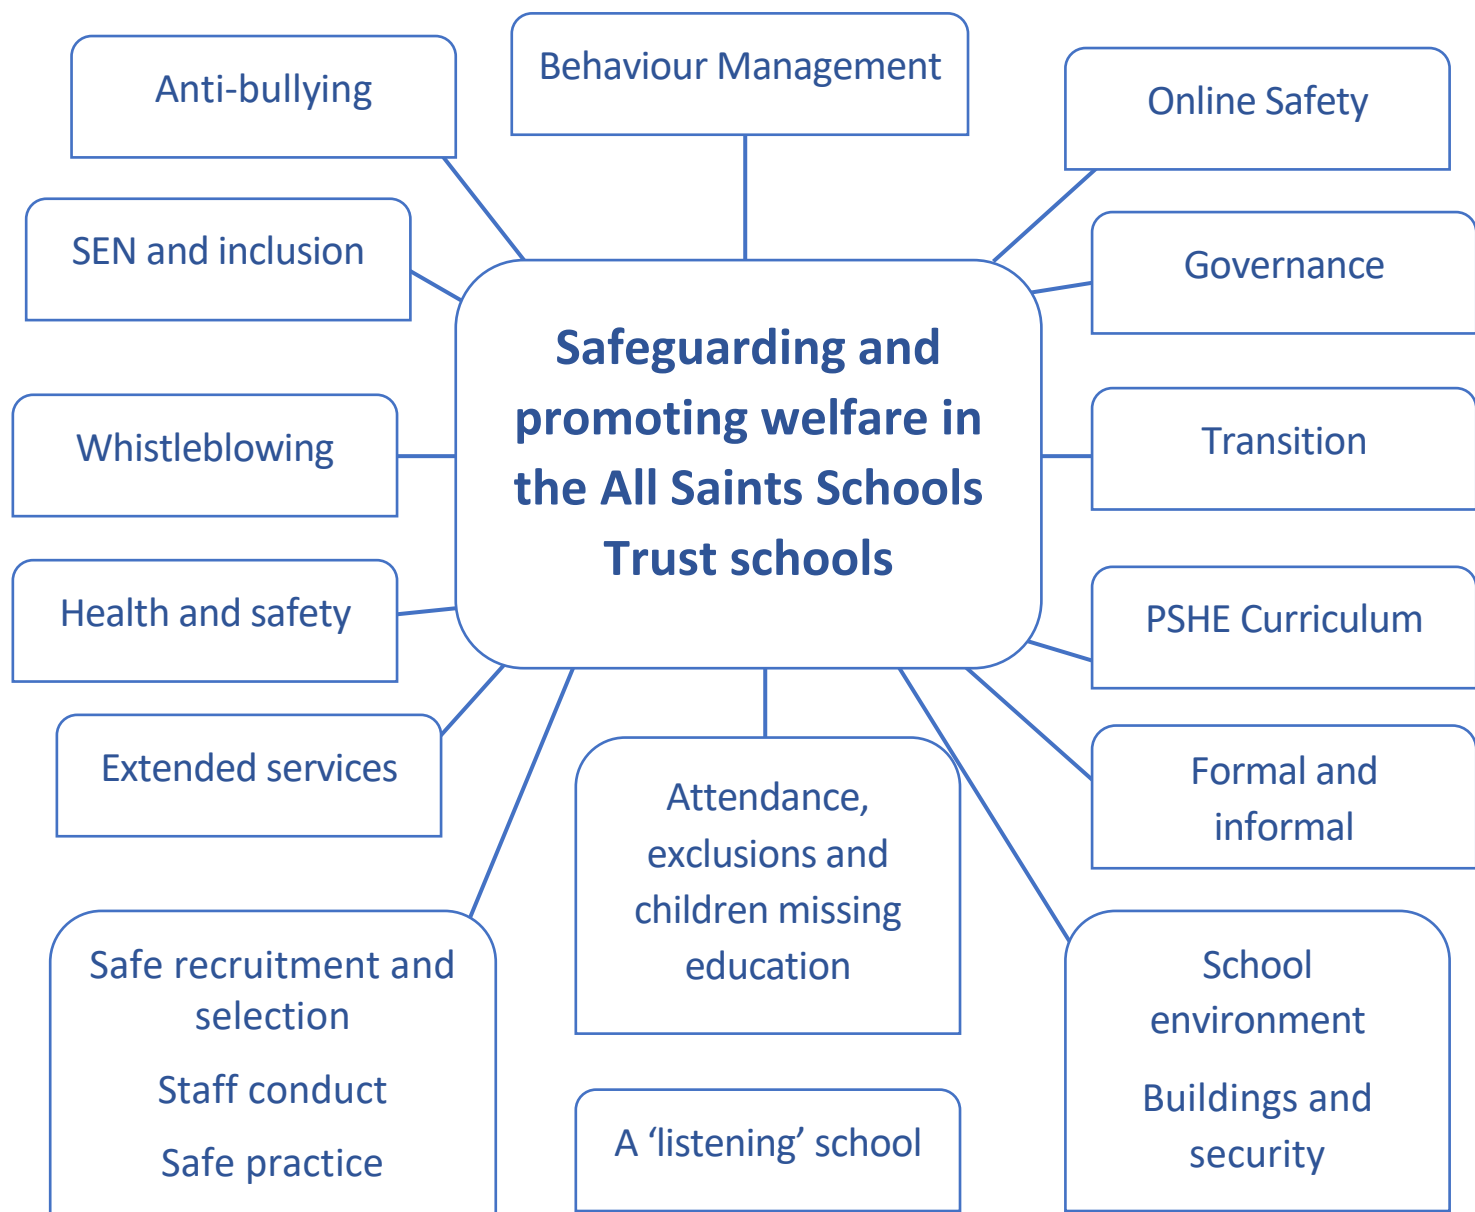 Anti-bullying
Behaviour Management
Online Safety
SEN and inclusion
Governance
Safeguarding and
promoting welfare in
the All Saints Schools
Trust schools
Whistleblowing
Transition
Health and safety
PSHE Curriculum
Extended services
Attendance,
exclusions and
children missing
education
Formal and
informal
Safe recruitment and
selection
Staff conduct
Safe practice
A ‘listening’ school
School
environment
Buildings and
security